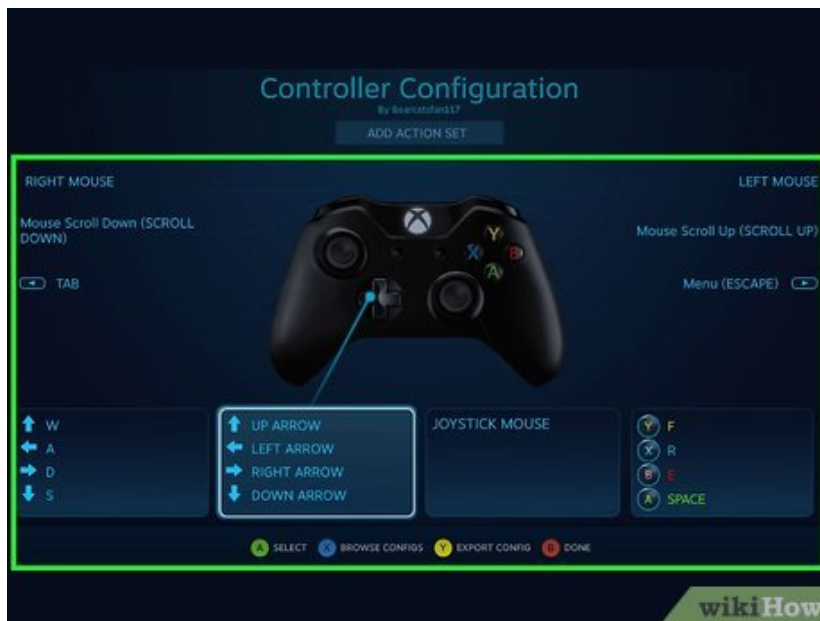 Controller Configuration
By Bearcatsfan117
ADD ACTION SET
RIGHT MOUSE
LEFT MOUSE
Mouse Scroll Down (SCROLL
DOWN)
Mouse Scroll Up (SCROLL UP)
TAB
Menu (ESCAPE)
Y
X
B
A
W
A
D
S
UP ARROW
LEFT ARROW
RIGHT ARROW
DOWN ARROW
JOYSTICK MOUSE
Y F
X R
B E
A SPACE
A SELECT X BROWSE CONFIGS Y EXPORT CONFIG B DONE
wikiHow